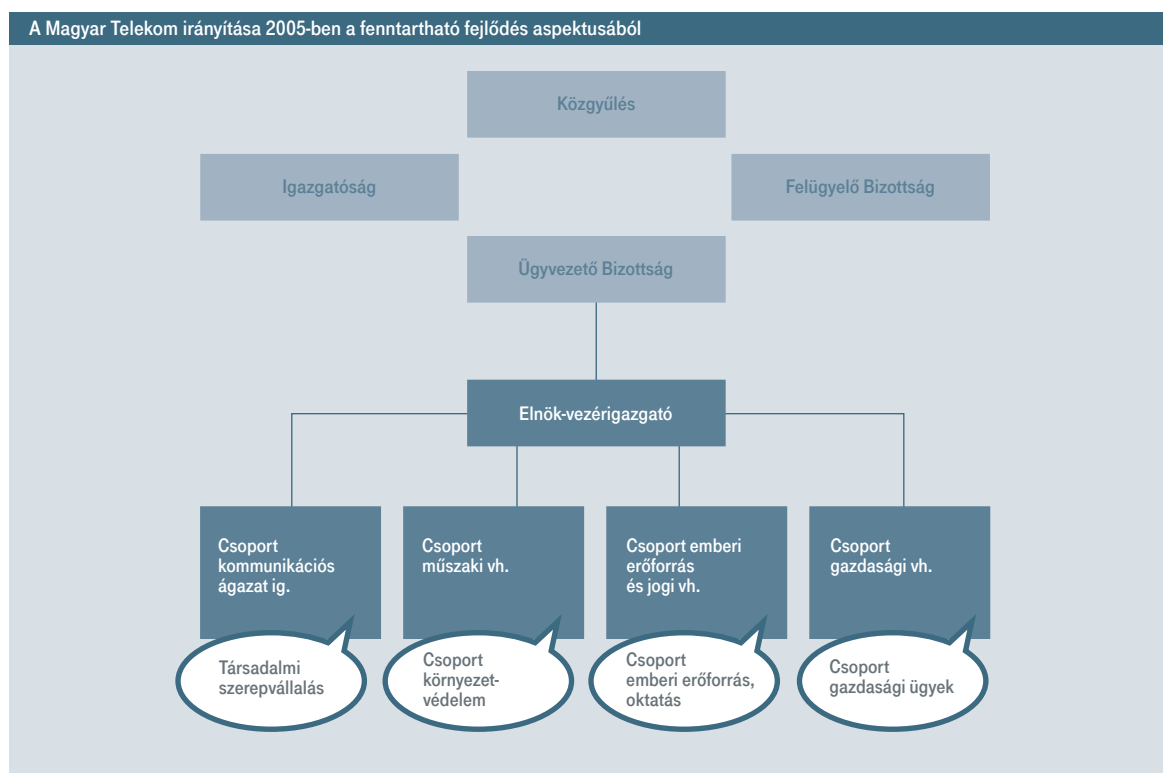 A Magyar Telekom irányítása 2005-ben a fenntartható fejlődés aspektusából
Közgyűlés
Igazgatóság
Felügyelő Bizottság
Ügyvezető Bizottság
Elnök-vezérigazgató
Csoport
kommunikációs
ágazat ig.
Csoport
műszaki vh.
Csoport emberi
erőforrás
és jogi vh.
Csoport
gazdasági vh.
Társadalmi
szerepvállalás
Csoport
környezet-
védelem
Csoport
emberi erőforrás,
oktatás
Csoport
gazdasági ügyek